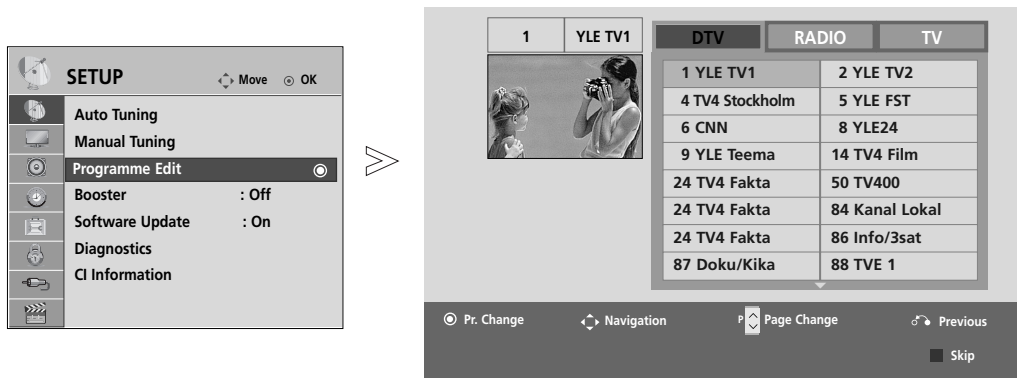 SETUP Move OK
Auto Tuning
Manual Tuning
Programme Edit
Booster : Off
Software Update : On
Diagnostics
CI Information
1 YLE TV1
DTV RADIO TV
1 YLE TV1 2 YLE TV2
4 TV4 Stockholm 5 YLE FST
6 CNN 8 YLE24
9 YLE Teema 14 TV4 Film
24 TV4 Fakta 50 TV400
24 TV4 Fakta 84 Kanal Lokal
24 TV4 Fakta 86 Info/3sat
87 Doku/Kika 88 TVE 1
Pr. Change Navigation P Page Change Previous
Skip